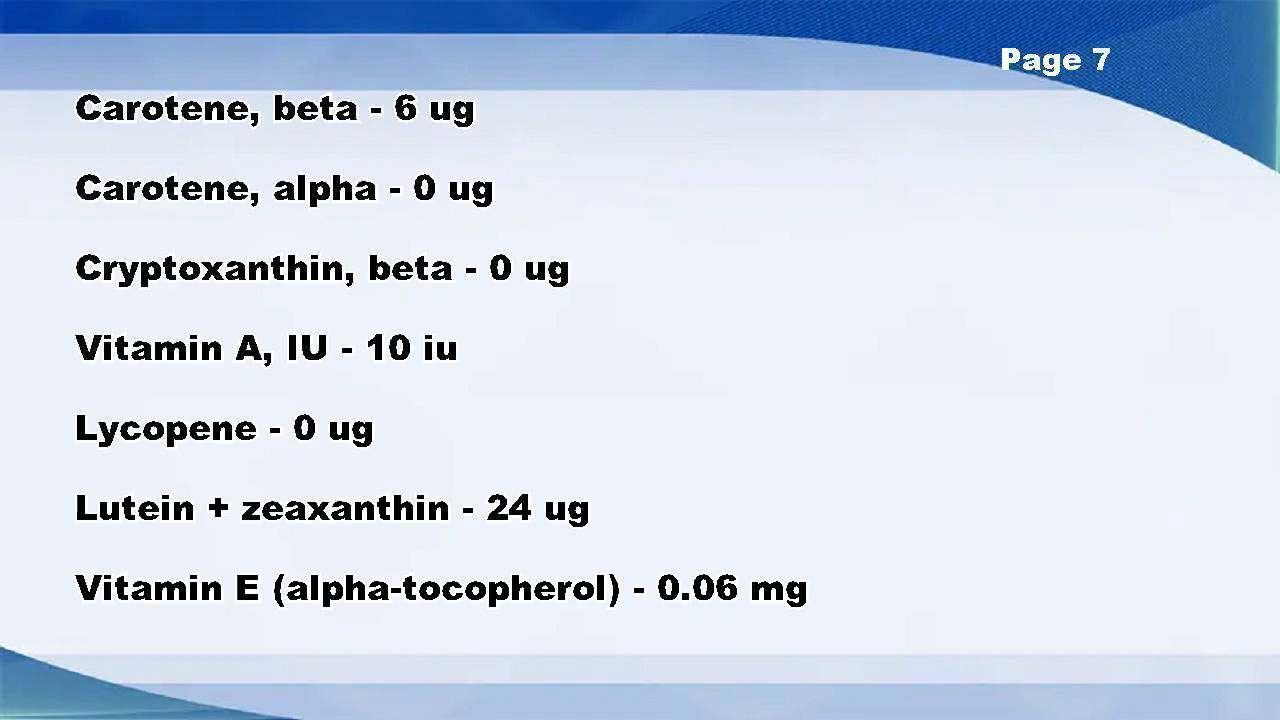 Page 7
Carotene, beta - 6 ug
Carotene, alpha - 0 ug
Cryptoxanthin, beta - 0 ug
Vitamin A, IU - 10 iu
Lycopene - 0 ug
Lutein + zeaxanthin - 24 ug
Vitamin E (alpha-tocopherol) - 0.06 mg